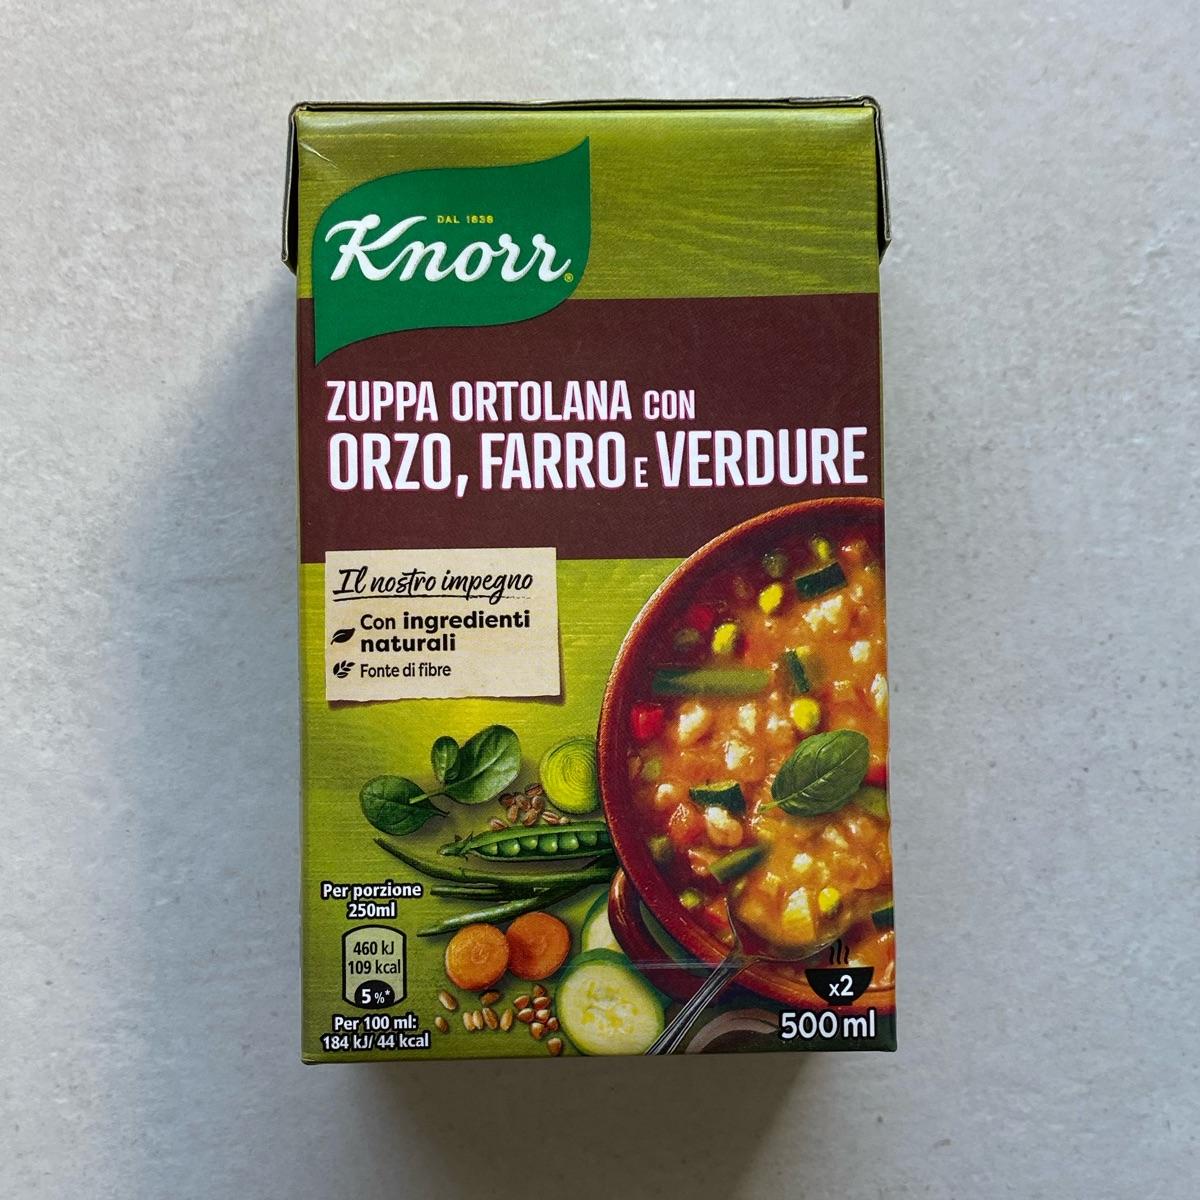 DAL 1838
Knorr®
ZUPPA ORTOLANA CON
ORZO, FARRO E VERDURE
Il nostro impegno
Con ingredienti
naturali
Fonte di fibre
Per porzione
250ml
460 kJ
109 kcal
5%*
Per 100 ml:
184 kJ/ 44 kcal
x2
500 ml